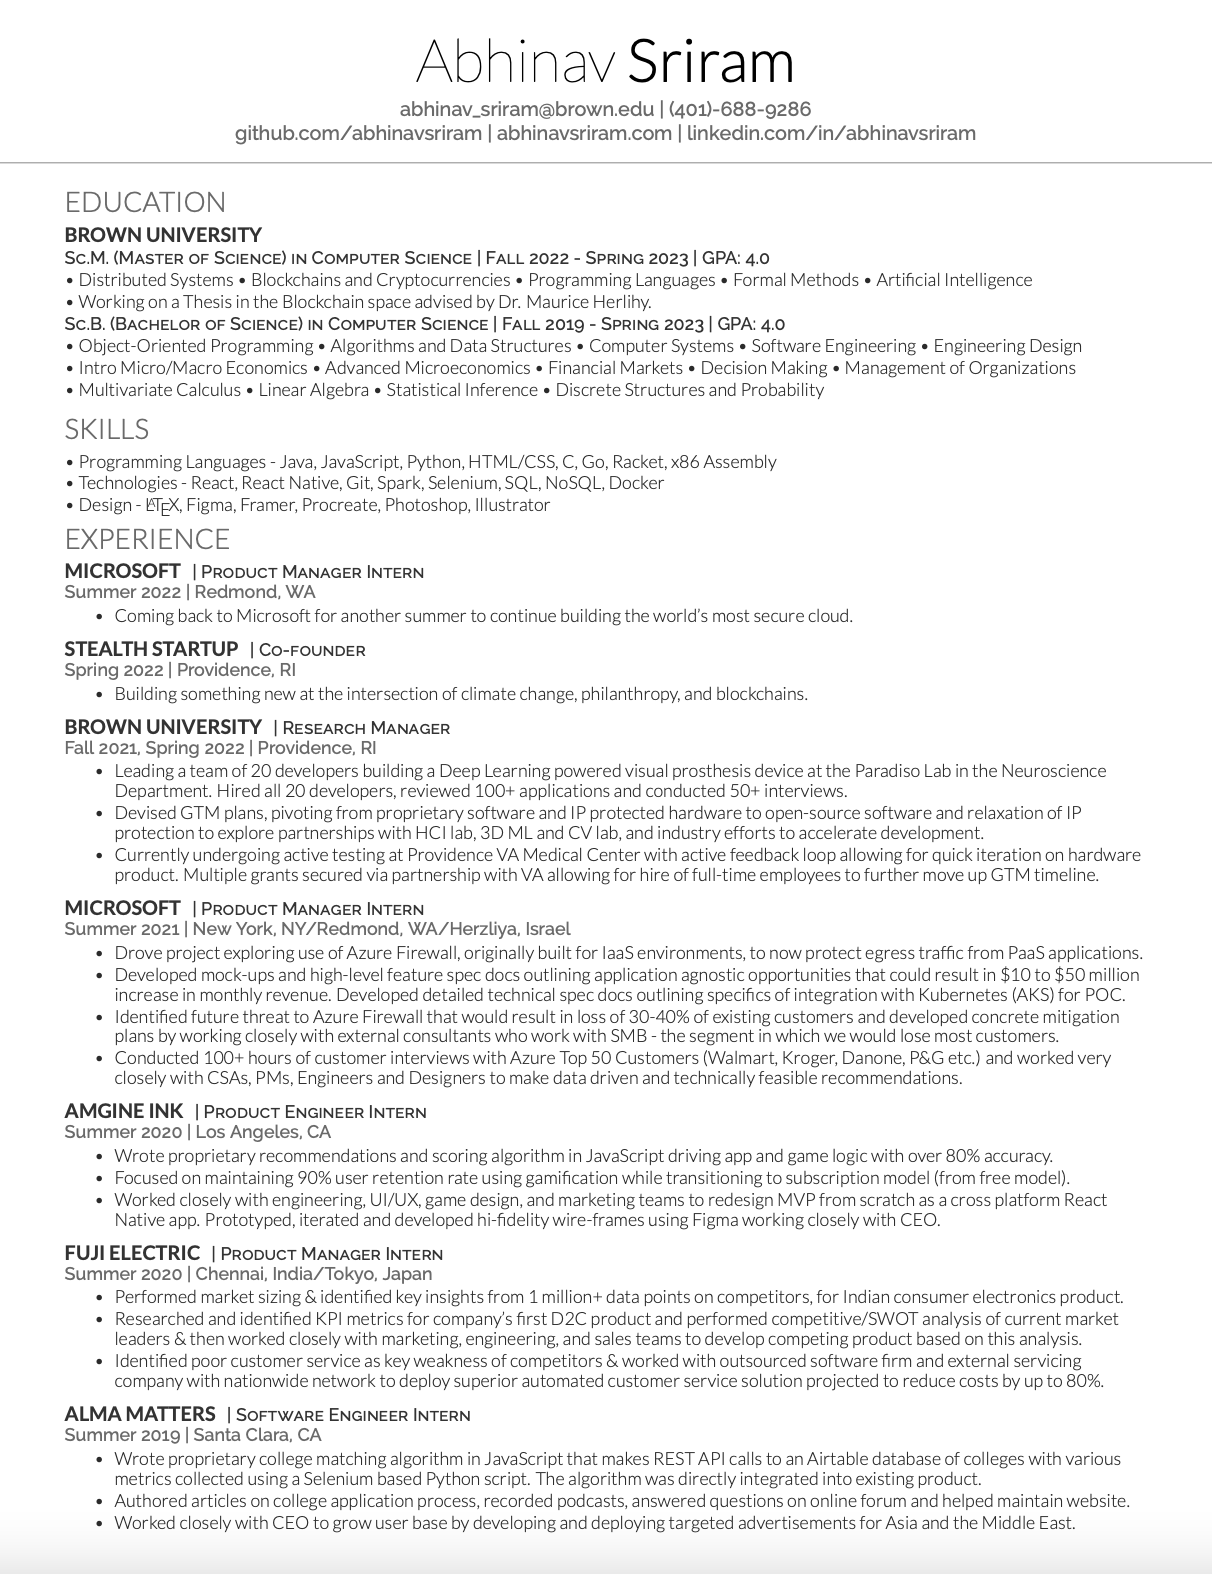 Abhinav Sriram
abhinav_sriram@brown.edu | (401)-688-9286
github.com/abhinavsriram | abhinavsriram.com | linkedin.com/in/abhinavsriram
EDUCATION
BROWN UNIVERSITY
Sc.M. (Master of Science) in Computer Science | Fall 2022 - Spring 2023 | GPA: 4.0
• Distributed Systems • Blockchains and Cryptocurrencies • Programming Languages • Formal Methods • Artificial Intelligence
• Working on a Thesis in the Blockchain space advised by Dr. Maurice Herlihy.
Sc.B. (Bachelor of Science) in Computer Science | Fall 2019 - Spring 2023 | GPA: 4.0
• Object-Oriented Programming • Algorithms and Data Structures • Computer Systems • Software Engineering • Engineering Design
• Intro Micro/Macro Economics • Advanced Microeconomics • Financial Markets • Decision Making • Management of Organizations
• Multivariate Calculus • Linear Algebra • Statistical Inference • Discrete Structures and Probability
SKILLS
• Programming Languages - Java, JavaScript, Python, HTML/CSS, C, Go, Racket, x86 Assembly
• Technologies - React, React Native, Git, Spark, Selenium, SQL, NoSQL, Docker
• Design - LATEX, Figma, Framer, Procreate, Photoshop, Illustrator
EXPERIENCE
MICROSOFT | Product Manager Intern
Summer 2022 | Redmond, WA
• Coming back to Microsoft for another summer to continue building the world's most secure cloud.
STEALTH STARTUP | Co-founder
Spring 2022 | Providence, RI
• Building something new at the intersection of climate change, philanthropy, and blockchains.
BROWN UNIVERSITY | Research Manager
Fall 2021, Spring 2022 | Providence, RI
• Leading a team of 20 developers building a Deep Learning powered visual prosthesis device at the Paradiso Lab in the Neuroscience
Department. Hired all 20 developers, reviewed 100+ applications and conducted 50+ interviews.
• Devised GTM plans, pivoting from proprietary software and IP protected hardware to open-source software and relaxation of IP
protection to explore partnerships with HCI lab, 3D ML and CV lab, and industry efforts to accelerate development.
• Currently undergoing active testing at Providence VA Medical Center with active feedback loop allowing for quick iteration on hardware
product. Multiple grants secured via partnership with VA allowing for hire of full-time employees to further move up GTM timeline.
MICROSOFT | Product Manager Intern
Summer 2021 | New York, NY/Redmond, WA/Herzliya, Israel
• Drove project exploring use of Azure Firewall, originally built for IaaS environments, to now protect egress traffic from PaaS applications.
• Developed mock-ups and high-level feature spec docs outlining application agnostic opportunities that could result in $10 to $50 million
increase in monthly revenue. Developed detailed technical spec docs outlining specifics of integration with Kubernetes (AKS) for POC.
• Identified future threat to Azure Firewall that would result in loss of 30-40% of existing customers and developed concrete mitigation
plans by working closely with external consultants who work with SMB - the segment in which we would lose most customers.
• Conducted 100+ hours of customer interviews with Azure Top 50 Customers (Walmart, Kroger, Danone, P&G etc.) and worked very
closely with CSAs, PMs, Engineers and Designers to make data driven and technically feasible recommendations.
AMGINE INK | Product Engineer Intern
Summer 2020 | Los Angeles, CA
• Wrote proprietary recommendations and scoring algorithm in JavaScript driving app and game logic with over 80% accuracy.
• Focused on maintaining 90% user retention rate using gamification while transitioning to subscription model (from free model).
• Worked closely with engineering, UI/UX, game design, and marketing teams to redesign MVP from scratch as a cross platform React
Native app. Prototyped, iterated and developed hi-fidelity wire-frames using Figma working closely with CEO.
FUJI ELECTRIC | Product Manager Intern
Summer 2020 | Chennai, India/Tokyo, Japan
• Performed market sizing & identified key insights from 1 million+ data points on competitors, for Indian consumer electronics product.
• Researched and identified KPI metrics for company's first D2C product and performed competitive/SWOT analysis of current market
leaders & then worked closely with marketing, engineering, and sales teams to develop competing product based on this analysis.
• Identified poor customer service as key weakness of competitors & worked with outsourced software firm and external servicing
company with nationwide network to deploy superior automated customer service solution projected to reduce costs by up to 80%.
ALMA MATTERS | Software Engineer Intern
Summer 2019 | Santa Clara, CA
• Wrote proprietary college matching algorithm in JavaScript that makes REST API calls to an Airtable database of colleges with various
metrics collected using a Selenium based Python script. The algorithm was directly integrated into existing product.
• Authored articles on college application process, recorded podcasts, answered questions on online forum and helped maintain website.
• Worked closely with CEO to grow user base by developing and deploying targeted advertisements for Asia and the Middle East.